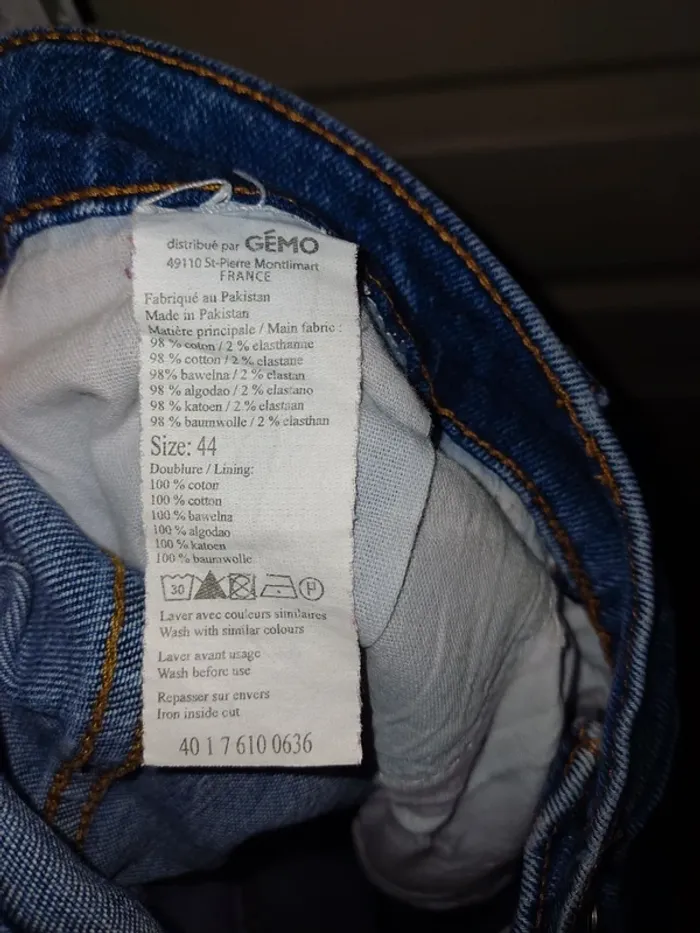 distribué par GÉMO
49110 St-Pierre Montlimart
FRANCE
Fabriqué au Pakistan
Made in Pakistan
Matière principale / Main fabric :
98 % coton / 2 % elasthanne
98 % cotton / 2 % elastane
98% bawelna / 2 % elastan
98 % algodao / 2 % elastano
98 % katoen / 2 % elastaan
98 % baumwolle / 2 % elasthan
Size: 44
Doublure / Lining:
100 % coton
100 % cotton
100 % bawelna
100 % algodao
100 % katoen
100 % baumwolle
30 P
Laver avec couleurs similaires
Wash with similar colours
Laver avant usage
Wash before use
Repasser sur envers
Iron inside out
40 1 7 610 0636